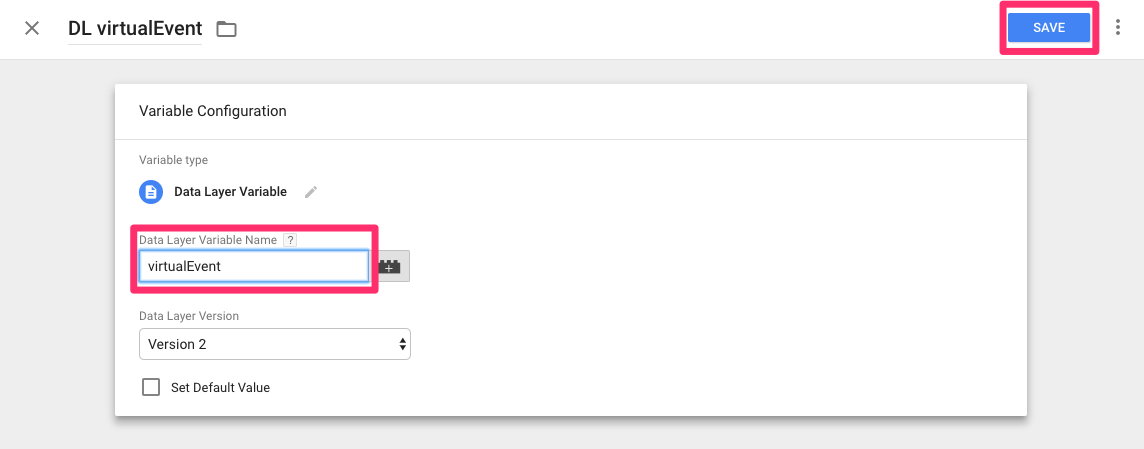 DL virtualEvent
SAVE
Variable Configuration
Variable type
Data Layer Variable
Data Layer Variable Name ?
virtualEvent
Data Layer Version
Version 2
Set Default Value